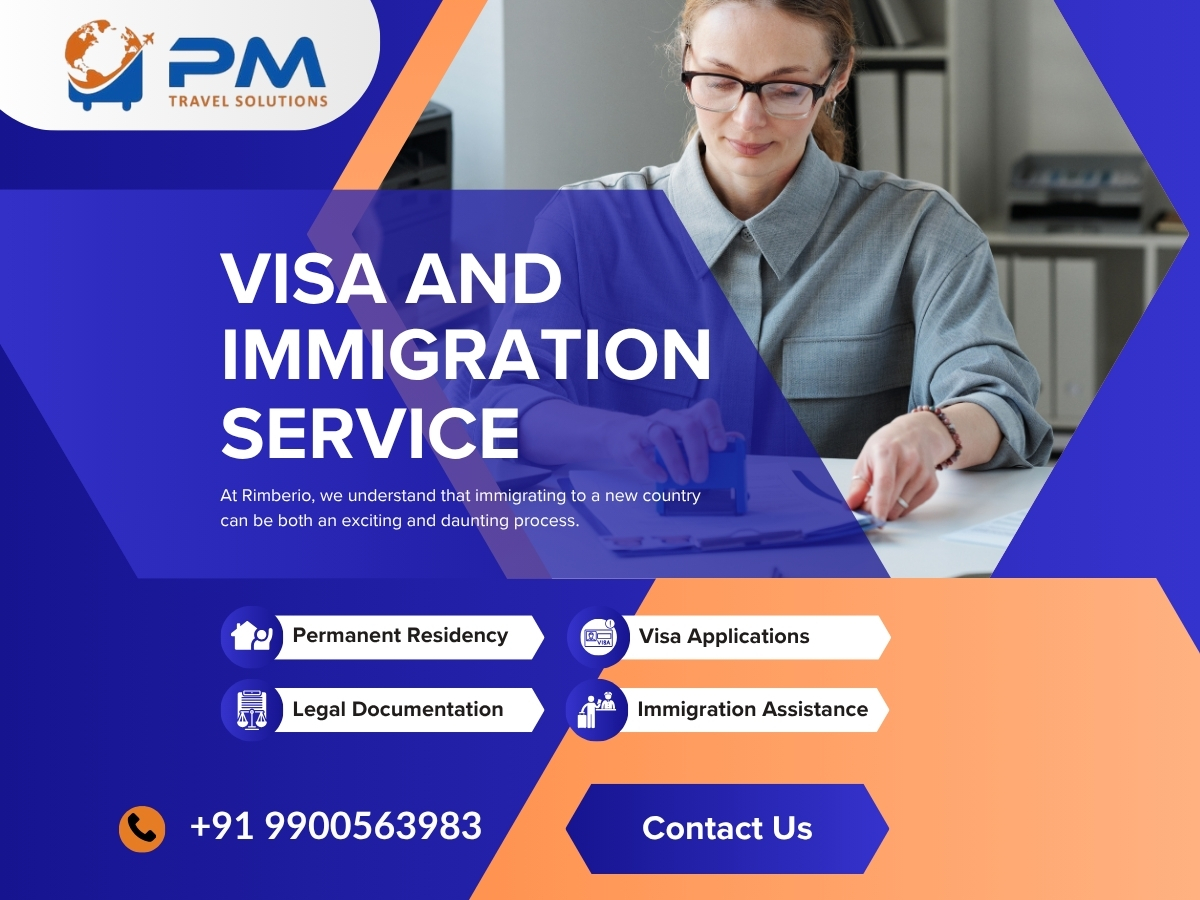 PM
TRAVEL SOLUTIONS
VISA AND
IMMIGRATION
SERVICE
At Rimberio, we understand that immigrating to a new country
can be both an exciting and daunting process.
Permanent Residency
Visa Applications
VISA
Legal Documentation
Immigration Assistance
+91 9900563983
Contact Us